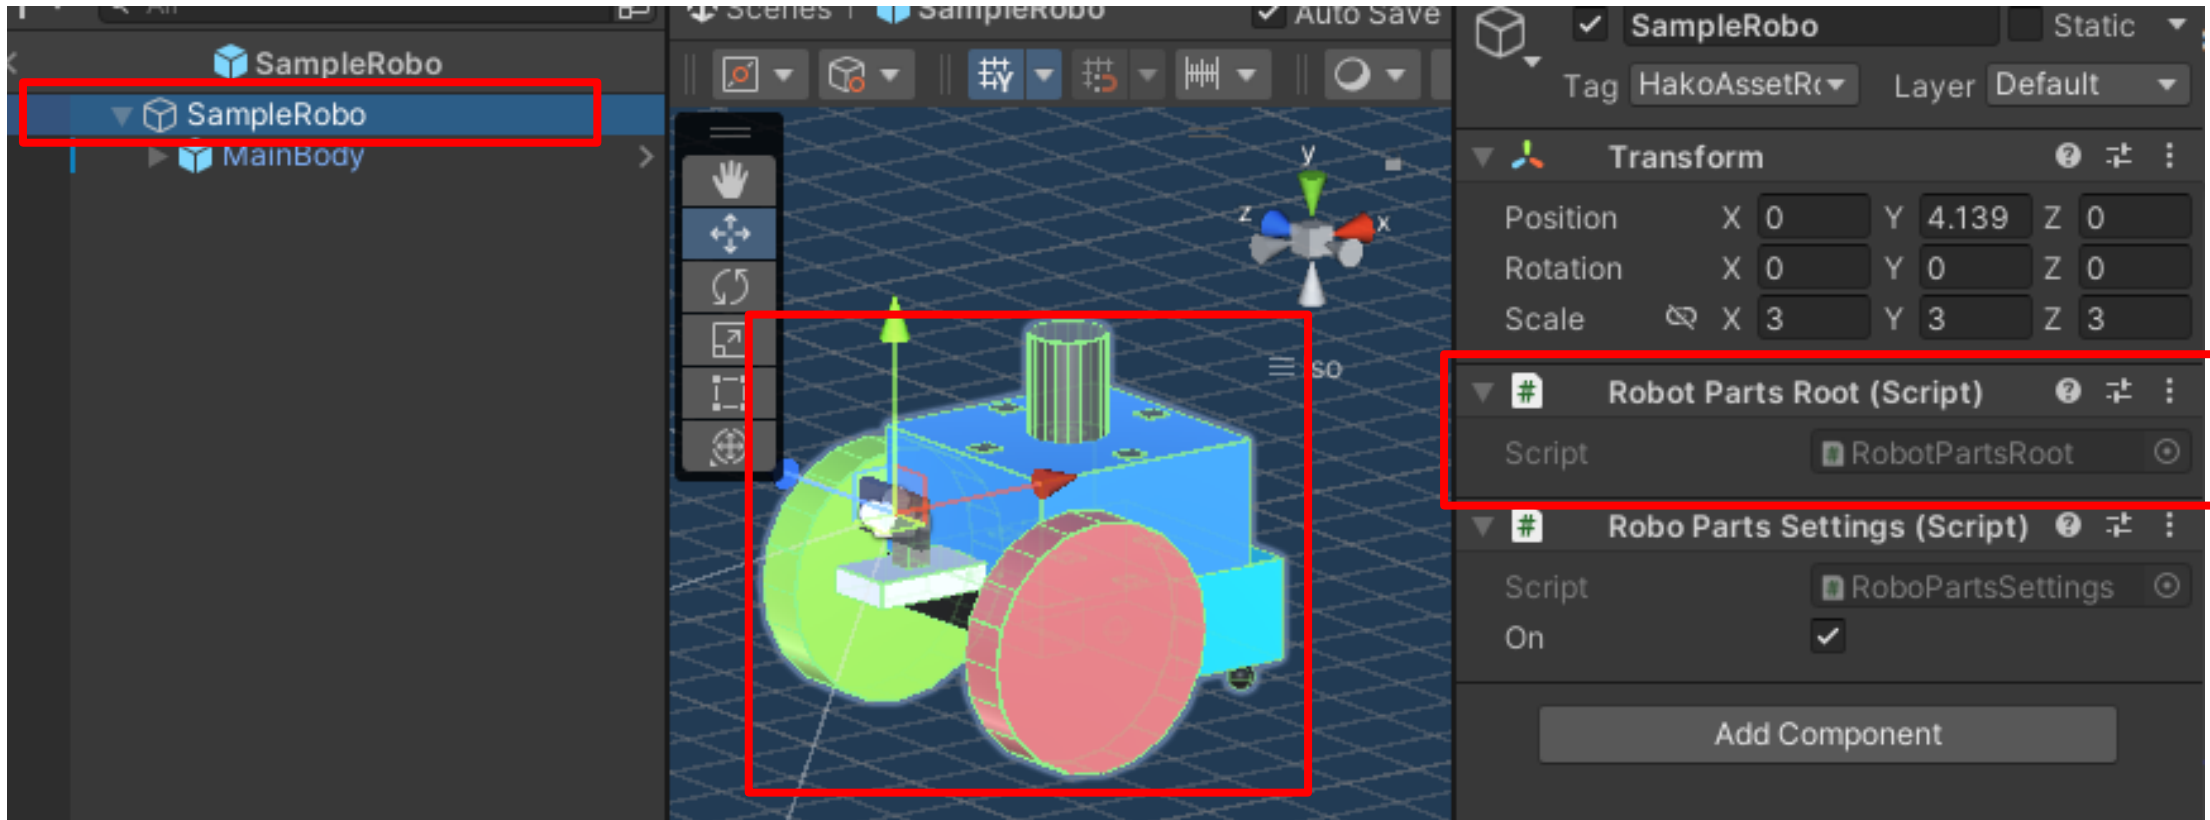 All
SampleRobo
SampleRobo
MainBody
Scenes
SampleRobo
Auto Save
y
z
x
SampleRobo
Static
Tag
HakoAssetR
Layer
Default
Transform
Position X 0 Y 4.139 Z 0
Rotation X 0 Y 0 Z 0
Scale X 3 Y 3 Z 3
Robot Parts Root (Script)
Script
# RobotPartsRoot
Robo Parts Settings (Script)
Script
# RoboPartsSettings
On
Add Component